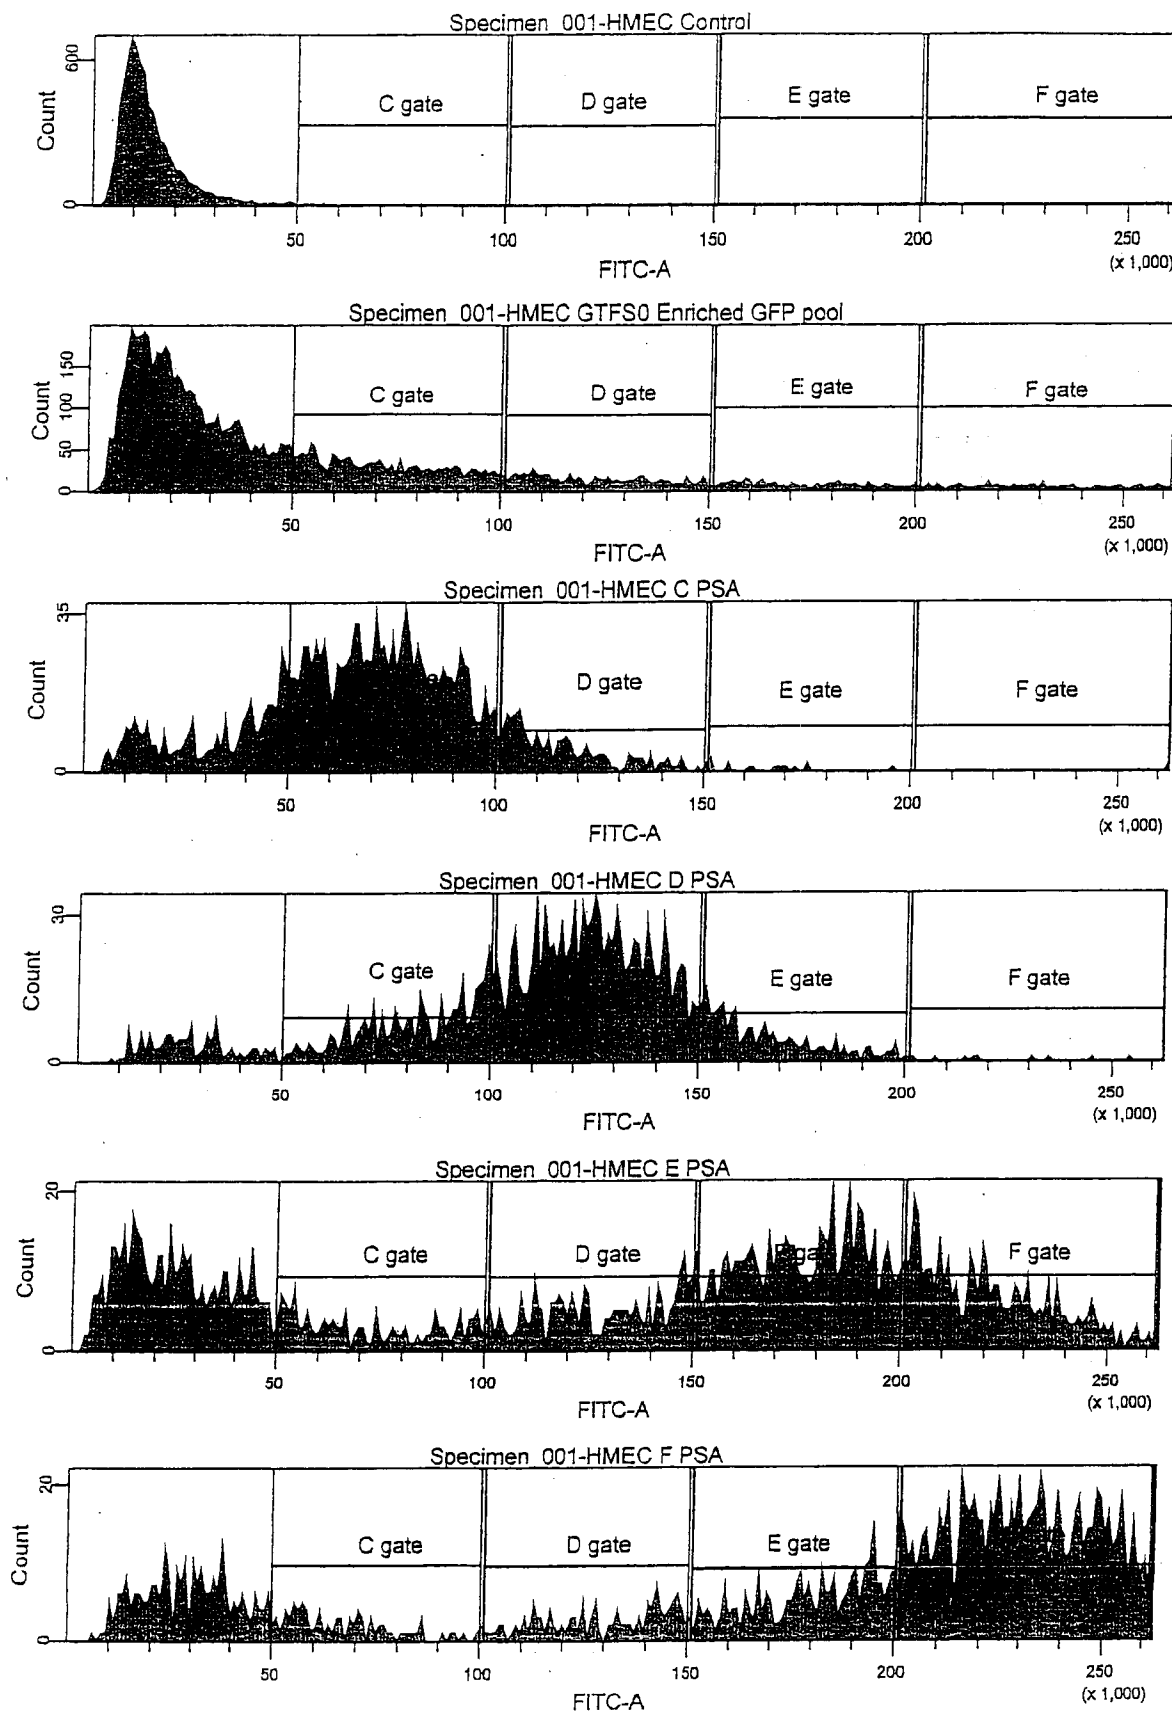 Specimen_001-HMEC Control
600
C gate D gate E gate F gate
Count
0
50 100 150 200 250
(x 1,000)
FITC-A
Specimen_001-HMEC GTFS0 Enriched GFP pool
150
C gate D gate E gate F gate
100
Count
50
0
50 100 150 200 250
(x 1,000)
FITC-A
Specimen_001-HMEC C PSA
35
D gate E gate F gate
Count
0
50 100 150 200 250
(x 1,000)
FITC-A
Specimen_001-HMEC D PSA
30
C gate E gate F gate
Count
0
50 100 150 200 250
(x 1,000)
FITC-A
Specimen_001-HMEC E PSA
20
C gate D gate F gate
Count
0
50 100 150 200 250
(x 1,000)
FITC-A
Specimen_001-HMEC F PSA
20
C gate D gate E gate
Count
0
50 100 150 200 250
(x 1,000)
FITC-A